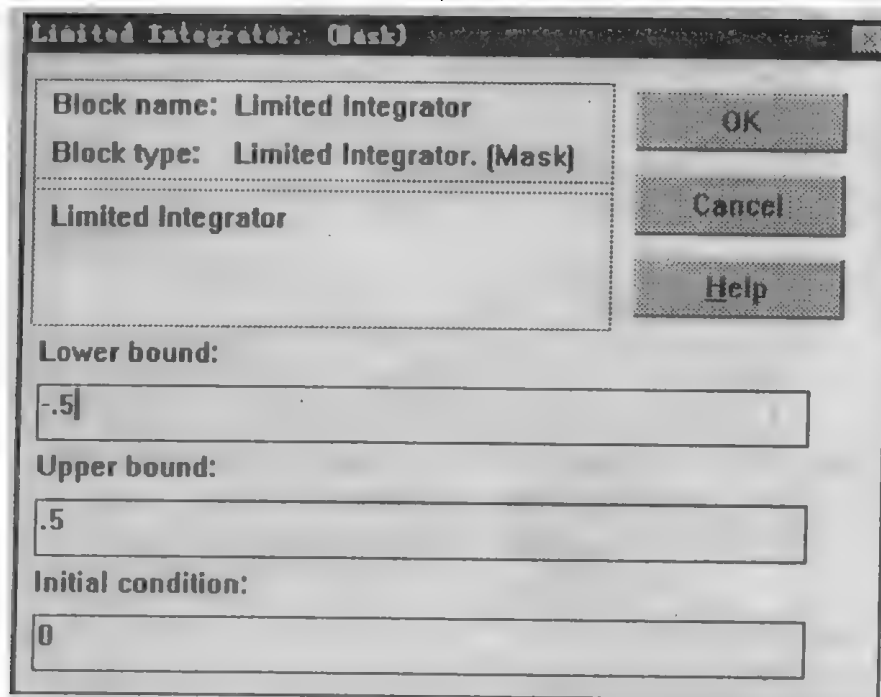 Limited Integrator. (Mask)
Block name: Limited Integrator
Block type: Limited Integrator. (Mask)
Limited Integrator
OK
Cancel
Help
Lower bound:
-.5
Upper bound:
.5
Initial condition:
0